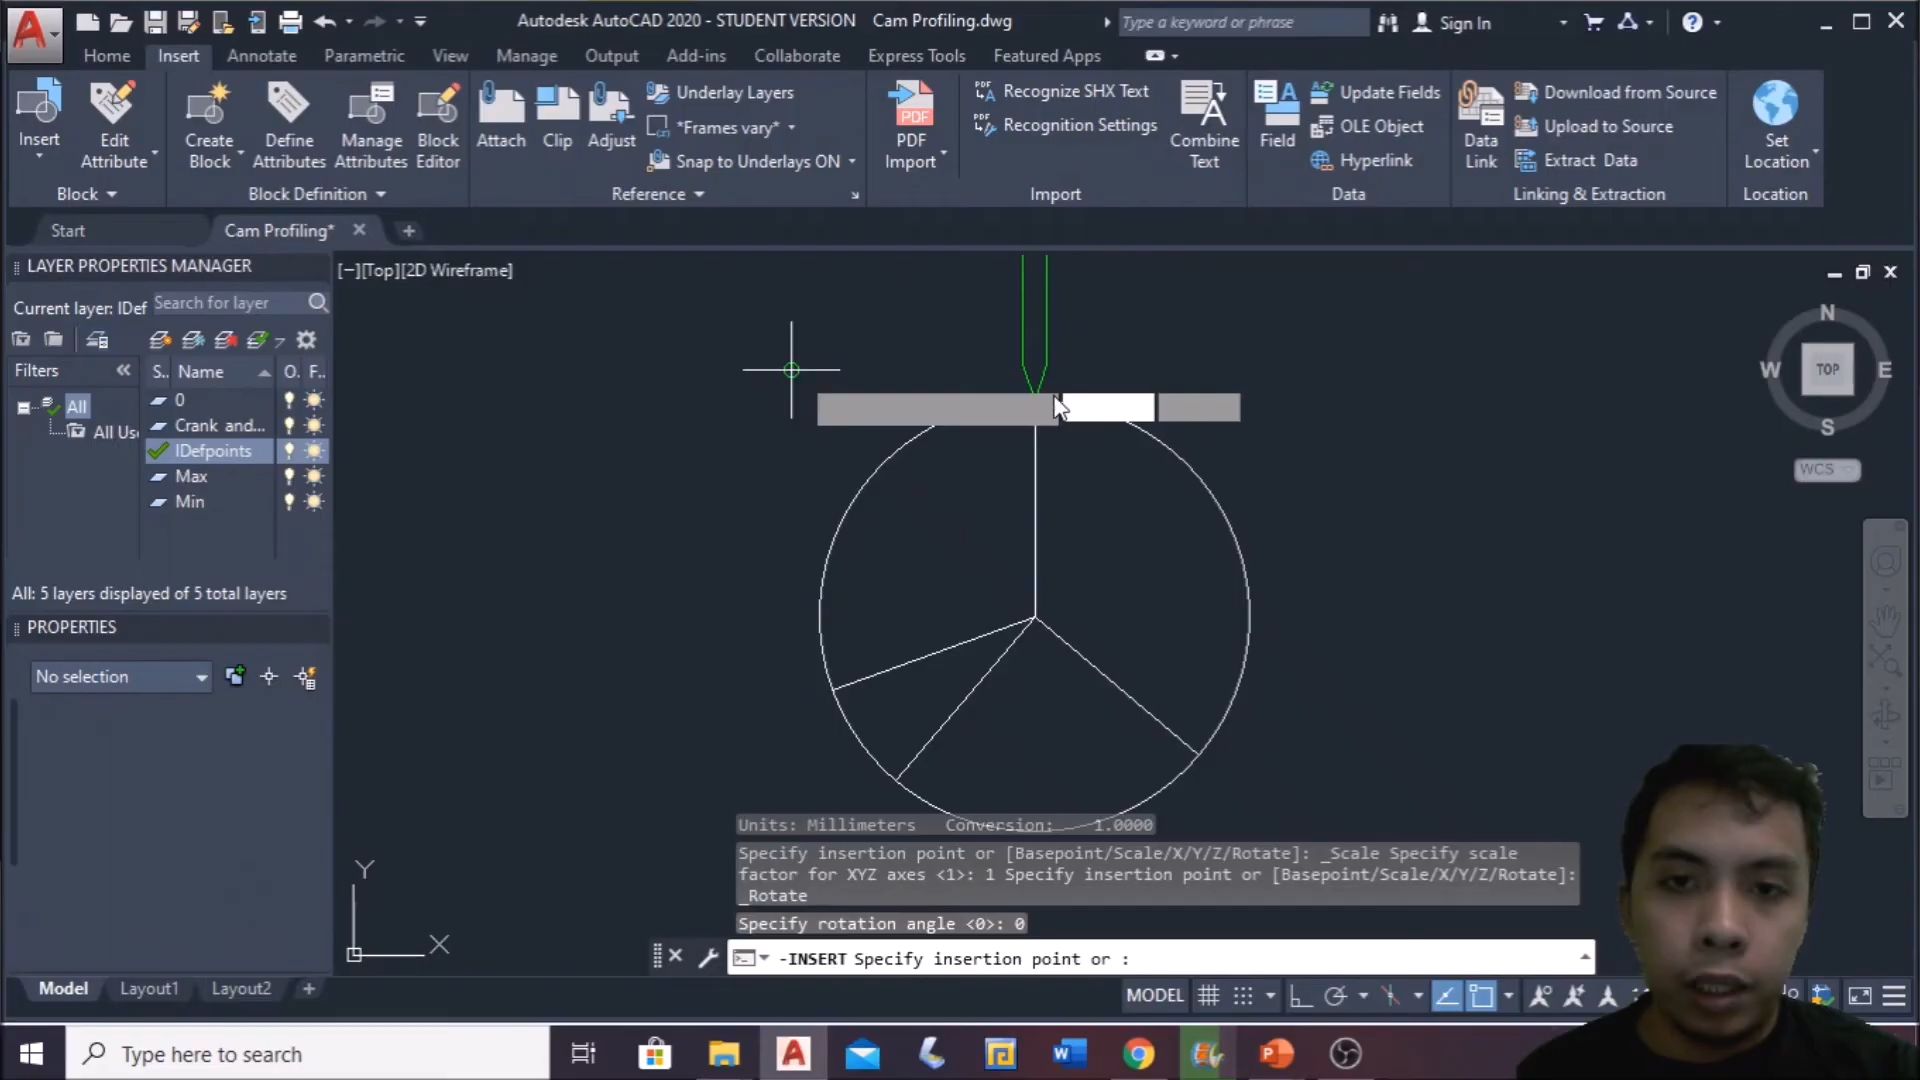 Autodesk AutoCAD 2020 - STUDENT VERSION Cam Profiling.dwg
Type a keyword or phrase
Sign In
Home Insert Annotate Parametric View Manage Output Add-ins Collaborate Express Tools Featured Apps
Insert
Edit Attribute
Create Block
Define Attributes
Manage Attributes
Block Editor
Attach
Clip
Adjust
Underlay Layers
*Frames vary*
Snap to Underlays ON
PDF Import
Recognize SHX Text
Recognition Settings
Combine Text
Field
Update Fields
OLE Object
Hyperlink
Data Link
Download from Source
Upload to Source
Extract Data
Set Location
Block Block Definition Reference Import Data Linking & Extraction Location
Start Cam Profiling*
LAYER PROPERTIES MANAGER
Current layer: IDef
Search for layer
Filters
S.. Name O. F..
All
All Us
0
Crank and...
IDefpoints
Max
Min
All: 5 layers displayed of 5 total layers
PROPERTIES
No selection
[−][Top][2D Wireframe]
N
W TOP E
S
WCS
Y
X
Units: Millimeters Conversion: 1.0000
Specify insertion point or [Basepoint/Scale/X/Y/Z/Rotate]: _Scale Specify scale
factor for XYZ axes <1>: 1 Specify insertion point or [Basepoint/Scale/X/Y/Z/Rotate]:
_Rotate
Specify rotation angle <0>: 0
-INSERT Specify insertion point or :
Model Layout1 Layout2
MODEL
Type here to search